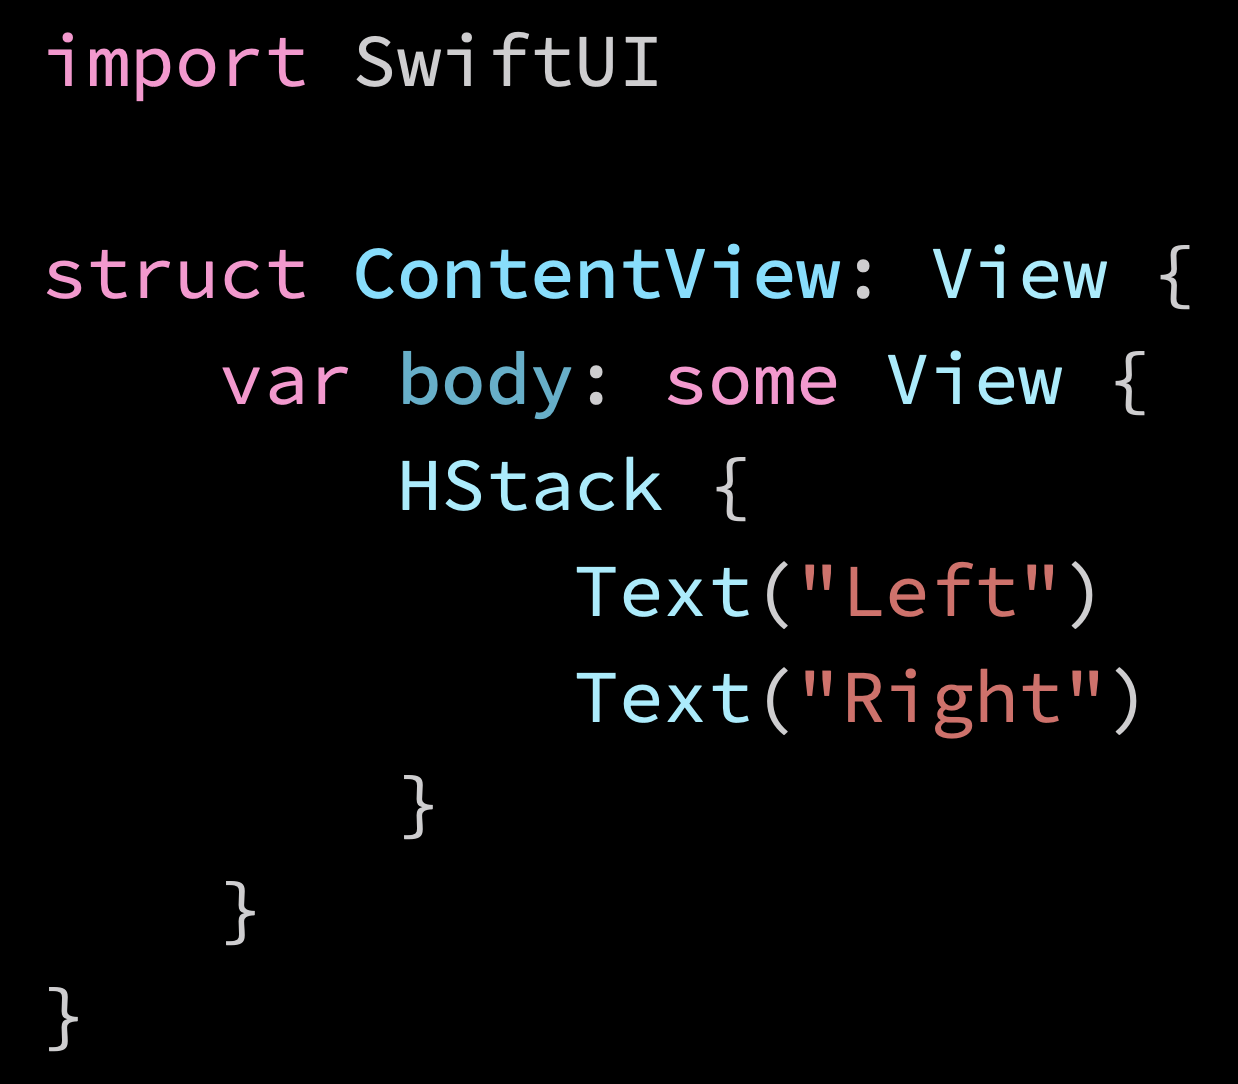 import SwiftUI

struct ContentView: View {
    var body: some View {
        HStack {
            Text("Left")
            Text("Right")
        }
    }
}